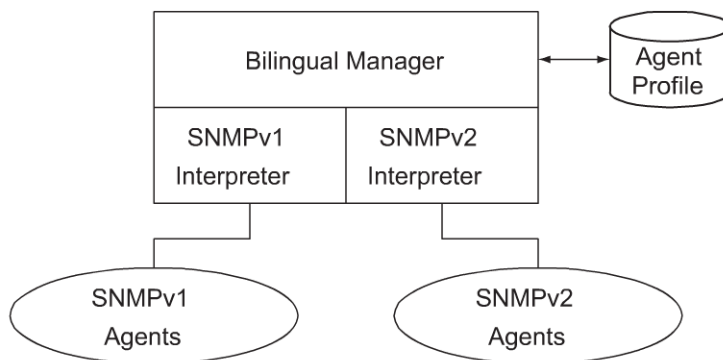 Bilingual Manager
Agent
Profile
SNMPv1
Interpreter
SNMPv2
Interpreter
SNMPv1
Agents
SNMPv2
Agents